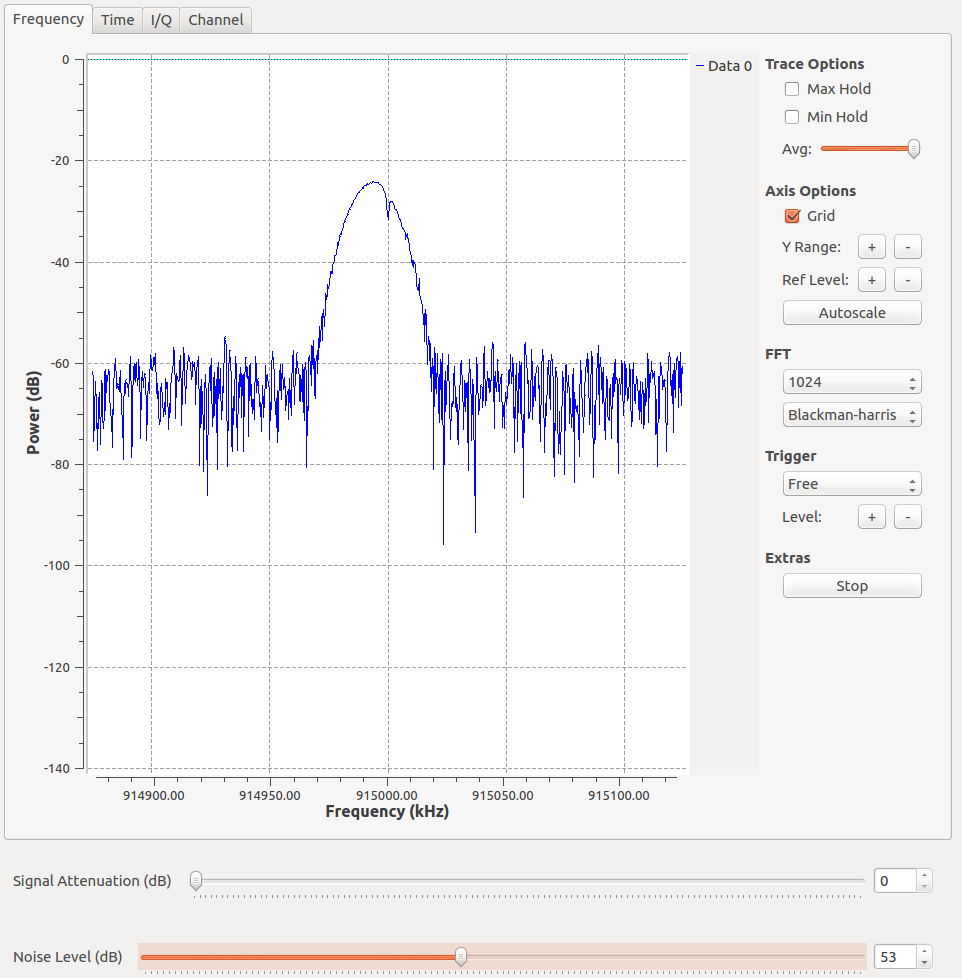 Frequency Time I/Q Channel
0
-20
-40
-60
-80
-100
-120
-140
Power (dB)
914900.00 914950.00 915000.00 915050.00 915100.00
Frequency (kHz)
Data 0
Trace Options
Max Hold
Min Hold
Avg:
Axis Options
Grid
Y Range: + -
Ref Level: + -
Autoscale
FFT
1024
Blackman-harris
Trigger
Free
Level: + -
Extras
Stop
Signal Attenuation (dB) 0
Noise Level (dB) 53